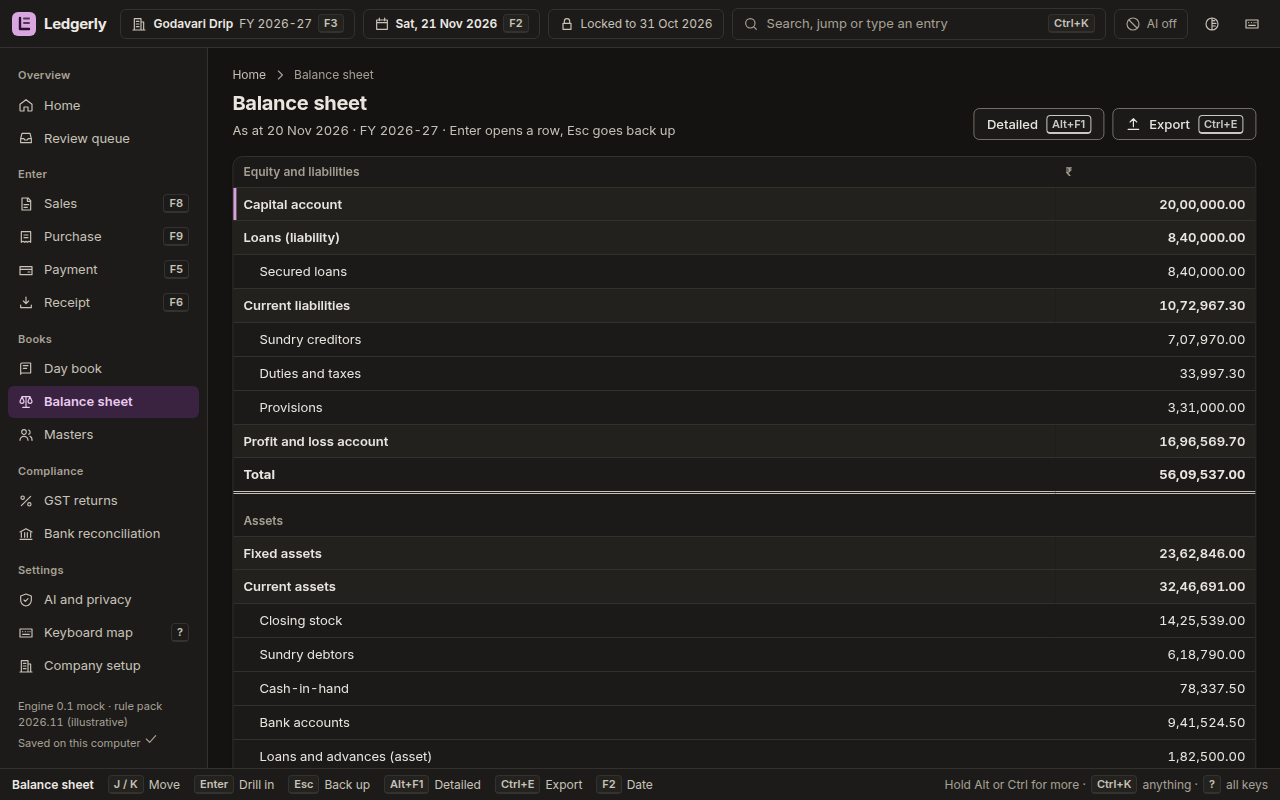 Ledgerly
Godavari Drip FY 2026-27 F3
Sat, 21 Nov 2026 F2
Locked to 31 Oct 2026
Search, jump or type an entry Ctrl+K
AI off
Overview
Home
Review queue
Enter
Sales F8
Purchase F9
Payment F5
Receipt F6
Books
Day book
Balance sheet
Masters
Compliance
GST returns
Bank reconciliation
Settings
AI and privacy
Keyboard map ?
Company setup
Engine 0.1 mock · rule pack
2026.11 (illustrative)
Saved on this computer
Home > Balance sheet
Balance sheet
As at 20 Nov 2026 · FY 2026-27 · Enter opens a row, Esc goes back up
Detailed Alt+F1
Export Ctrl+E
Equity and liabilities ₹
Capital account 20,00,000.00
Loans (liability) 8,40,000.00
Secured loans 8,40,000.00
Current liabilities 10,72,967.30
Sundry creditors 7,07,970.00
Duties and taxes 33,997.30
Provisions 3,31,000.00
Profit and loss account 16,96,569.70
Total 56,09,537.00
Assets
Fixed assets 23,62,846.00
Current assets 32,46,691.00
Closing stock 14,25,539.00
Sundry debtors 6,18,790.00
Cash-in-hand 78,337.50
Bank accounts 9,41,524.50
Loans and advances (asset) 1,82,500.00
Balance sheet J / K Move Enter Drill in Esc Back up Alt+F1 Detailed Ctrl+E Export F2 Date Hold Alt or Ctrl for more · Ctrl+K anything · ? all keys